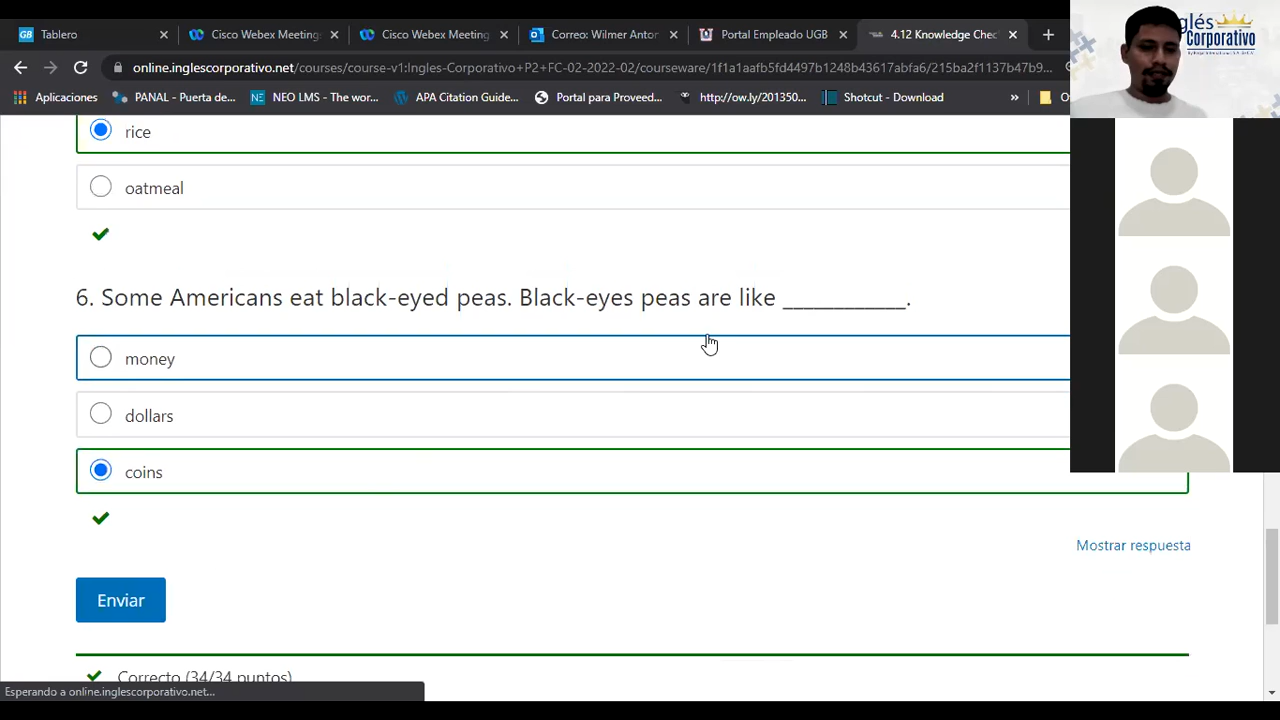 Tablero
Cisco Webex Meeting
Cisco Webex Meeting
Correo: Wilmer Anton
Portal Empleado UGB
4.12 Knowledge Chec
online.inglescorporativo.net/courses/course-v1:Ingles-Corporativo+
C-02-2022-02/courseware/1f1a1aafb5fd4497b1248b43617abfa6/215ba2f1137b47b9...
Aplicaciones
PANAL - Puerta de...
NEO LMS - The wor...
APA Citation Guide...
Portal para Proveed...
http://ow.ly/201350...
Shotcut - Download
»
glés
Corporativo
rice
oatmeal
6. Some Americans eat black-eyed peas. Black-eyes peas are like ____________.
money
dollars
coins
Mostrar respuesta
Enviar
Correcto (34/34 puntos)
Esperando a online.inglescorporativo.net...